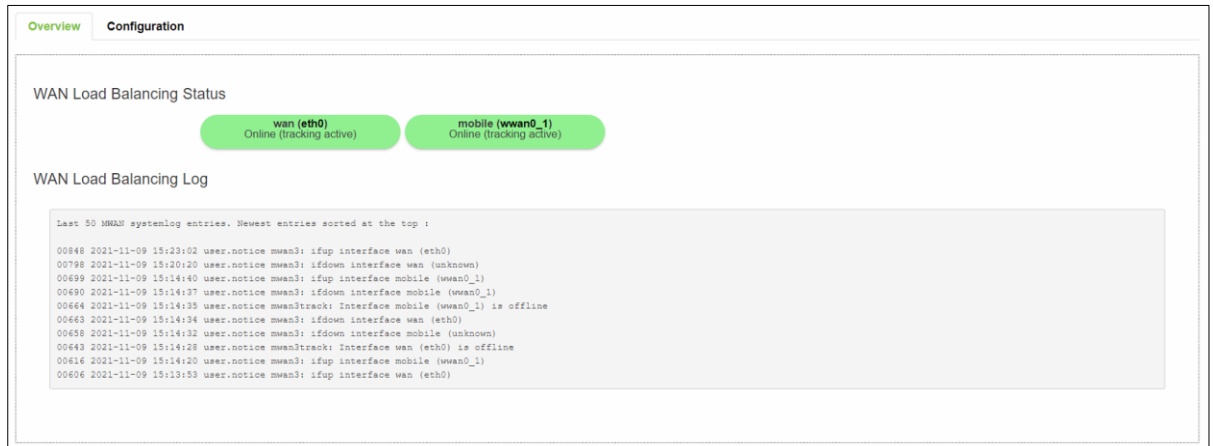 Overview Configuration
WAN Load Balancing Status
wan (eth0) mobile (wwan0_1)
Online (tracking active) Online (tracking active)
WAN Load Balancing Log
Last 50 MWAN systemlog entries. Newest entries sorted at the top :
00848 2021-11-09 15:23:02 user.notice mwan3: ifup interface wan (eth0)
00798 2021-11-09 15:20:20 user.notice mwan3: ifdown interface wan (unknown)
00699 2021-11-09 15:14:40 user.notice mwan3: ifup interface mobile (wwan0_1)
00690 2021-11-09 15:14:37 user.notice mwan3: ifdown interface mobile (wwan0_1)
00664 2021-11-09 15:14:35 user.notice mwan3track: Interface mobile (wwan0_1) is offline
00663 2021-11-09 15:14:34 user.notice mwan3: ifdown interface wan (eth0)
00658 2021-11-09 15:14:32 user.notice mwan3: ifdown interface mobile (unknown)
00643 2021-11-09 15:14:28 user.notice mwan3track: Interface wan (eth0) is offline
00616 2021-11-09 15:14:20 user.notice mwan3: ifup interface mobile (wwan0_1)
00606 2021-11-09 15:13:53 user.notice mwan3: ifup interface wan (eth0)